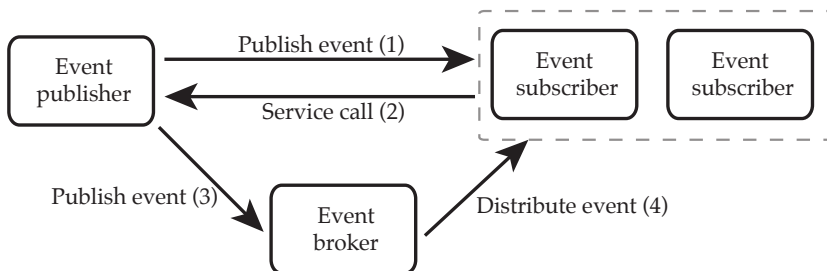 Publish event (1)
Event
publisher
Event
subscriber
Event
subscriber
Service call (2)
Publish event (3)
Event
broker
Distribute event (4)